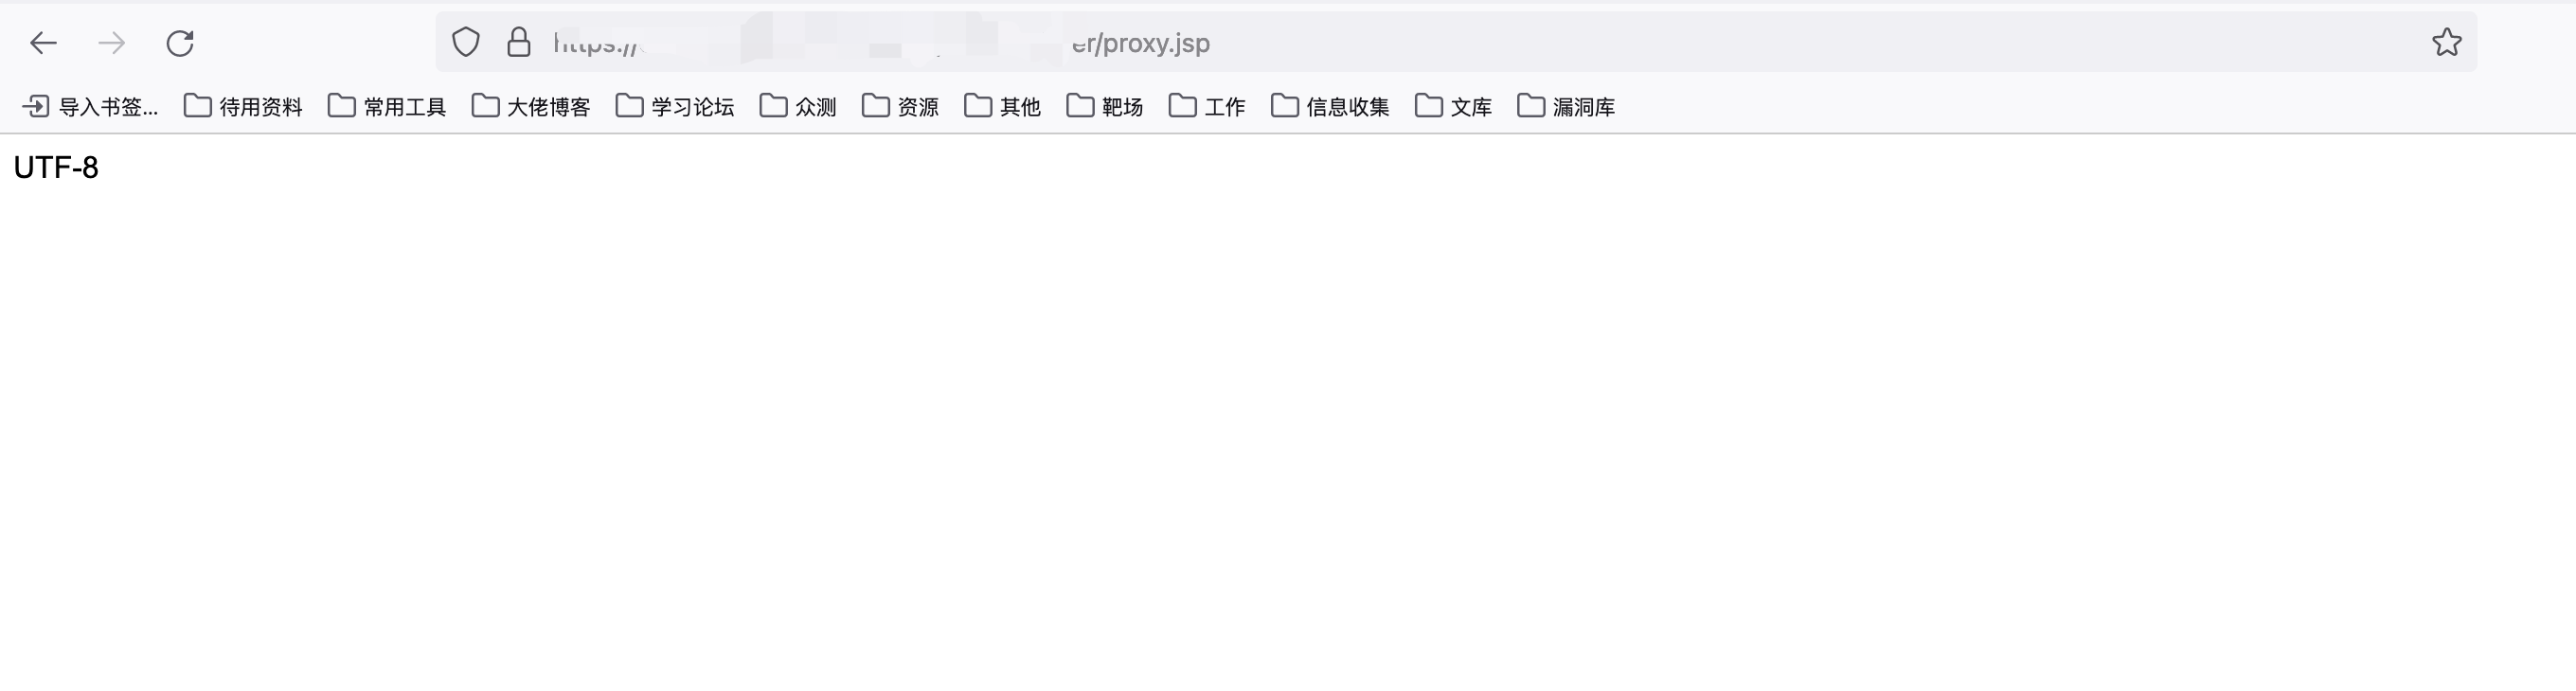 https://er/proxy.jsp
导入书签... 待用资料 常用工具 大佬博客 学习论坛 众测 资源 其他 靶场 工作 信息收集 文库 漏洞库
UTF-8